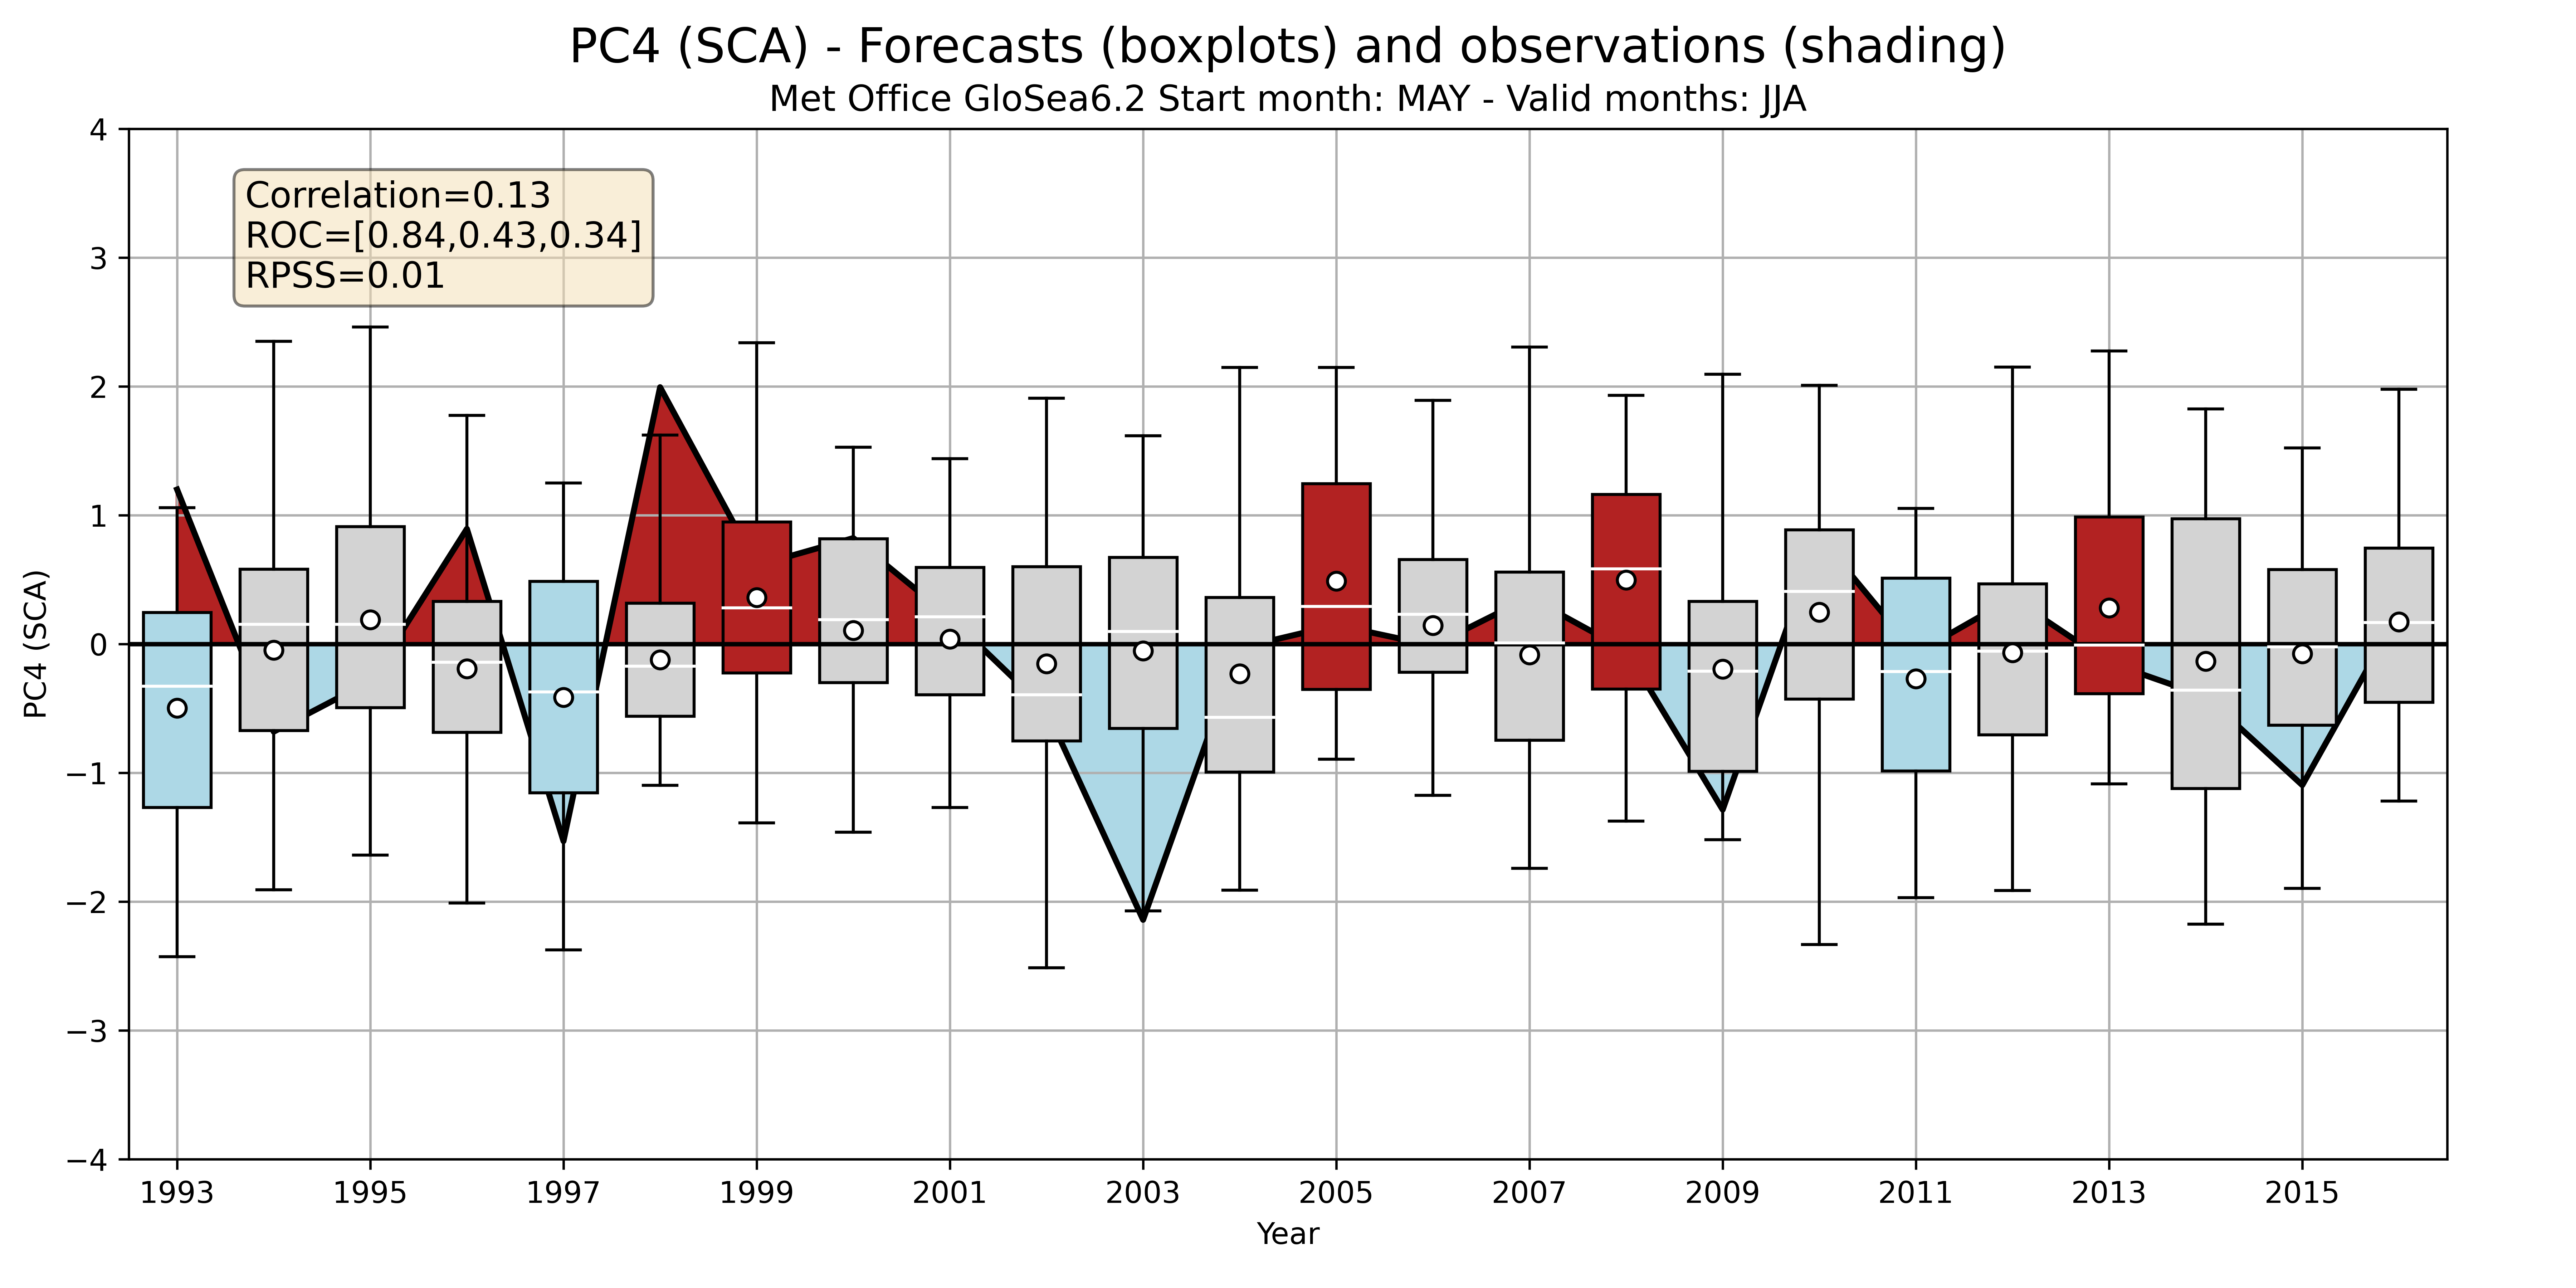 PC4 (SCA) - Forecasts (boxplots) and observations (shading)
Met Office GloSea6.2 Start month: MAY - Valid months: JJA
Correlation=0.13
ROC=[0.84,0.43,0.34]
RPSS=0.01
PC4 (SCA)
4
3
2
1
0
−1
−2
−3
−4
1993 1995 1997 1999 2001 2003 2005 2007 2009 2011 2013 2015
Year